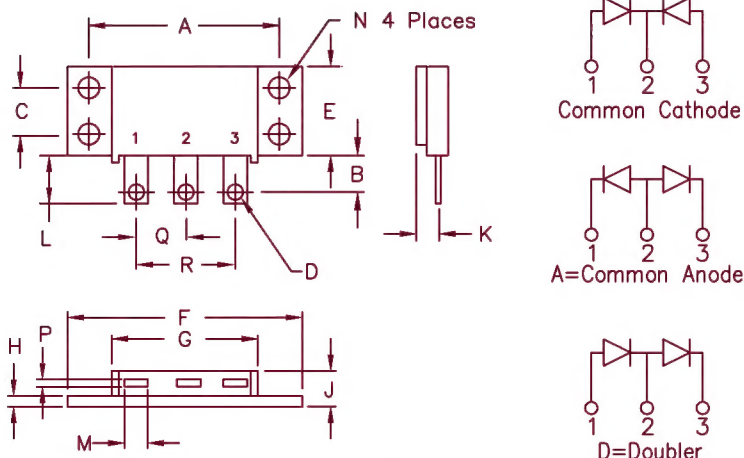 A
N 4 Places
C
E
1 2 3
B
L
Q
K
R
D
F
P
G
H
J
M
1 2 3
Common Cathode
1 2 3
A=Common Anode
1 2 3
D=Doubler